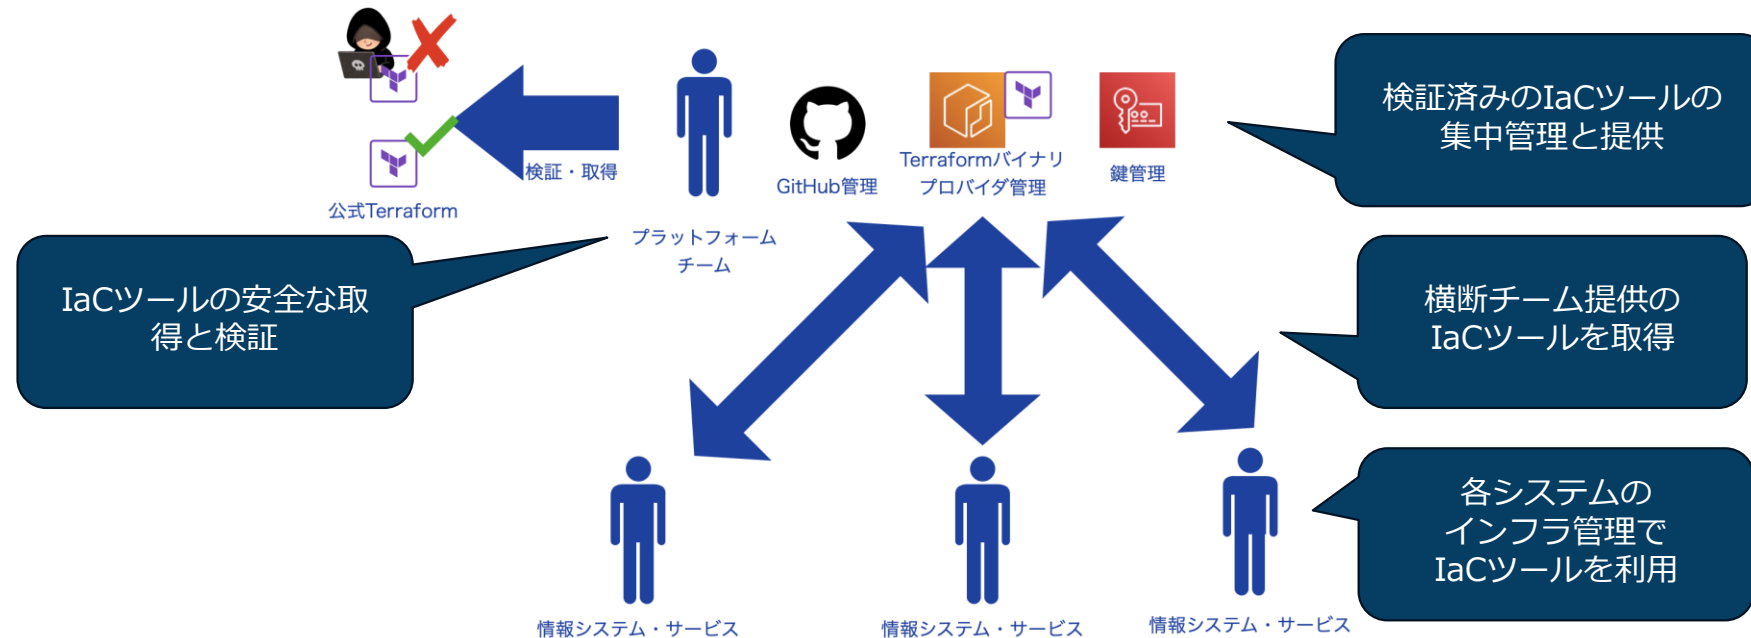 検証・取得
公式Terraform
プラットフォーム
チーム
GitHub管理
Terraformバイナリ
プロバイダ管理
鍵管理
検証済みのIaCツールの
集中管理と提供
IaCツールの安全な取
得と検証
横断チーム提供の
IaCツールを取得
各システムの
インフラ管理で
IaCツールを利用
情報システム・サービス
情報システム・サービス
情報システム・サービス